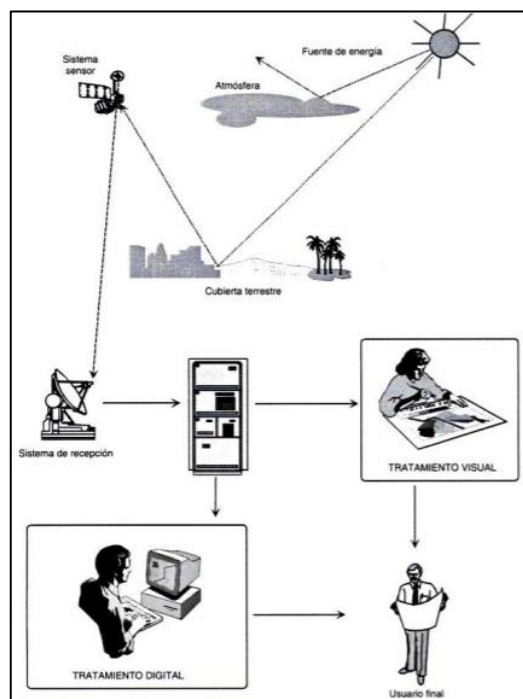 Sistema
sensor
Fuente de energía
Atmósfera
Cubierta terrestre
Sistema de recepción
TRATAMIENTO VISUAL
TRATAMIENTO DIGITAL
Usuario final